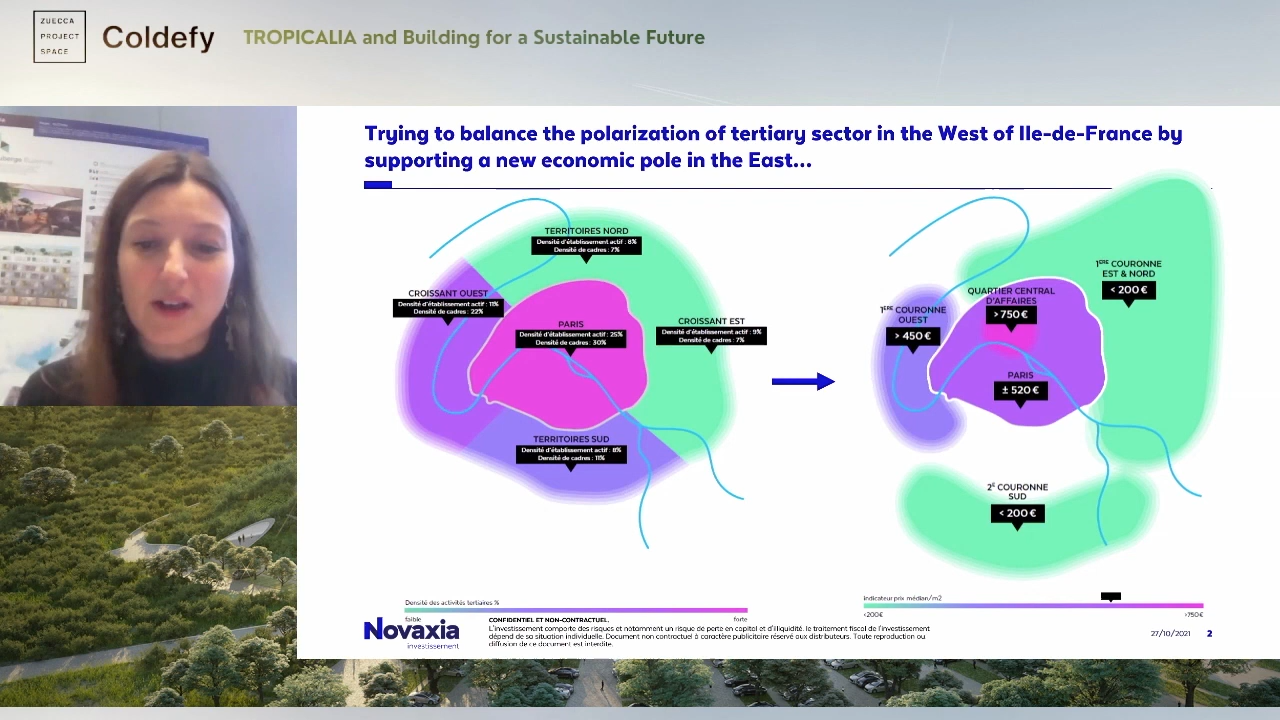 ZUECCA
PROJECT
SPACE
Coldefy
TROPICALIA and Building for a Sustainable Future
Trying to balance the polarization of tertiary sector in the West of Ile-de-France by
supporting a new economic pole in the East...
TERRITOIRES NORD
Densité d'établissement actif : 8%
Densité de cadres : 7%
CROISSANT OUEST
Densité d'établissement actif : 11%
Densité de cadres : 22%
PARIS
Densité d'établissement actif : 25%
Densité de cadres : 30%
CROISSANT EST
Densité d'établissement actif : 9%
Densité de cadres : 7%
TERRITOIRES SUD
Densité d'établissement actif : 8%
Densité de cadres : 11%
1ERE COURONNE
EST & NORD
< 200 €
QUARTIER CENTRAL
D'AFFAIRES
> 750 €
1ERE COURONNE
OUEST
> 450 €
PARIS
± 520 €
2E COURONNE
SUD
< 200 €
Densité des activités tertiaires %
faible
forte
indicateur prix médian/m2
<200€
>750€
Novaxia
investissement
CONFIDENTIEL ET NON-CONTRACTUEL.
L'investissement comporte des risques et notamment un risque de perte en capital et d'illiquidité. le traitement fiscal de l'investissement
dépend de sa situation individuelle. Document non contractuel à caractère publicitaire réservé aux distributeurs. Toute reproduction ou
diffusion de ce document est interdite.
27/10/2021 2